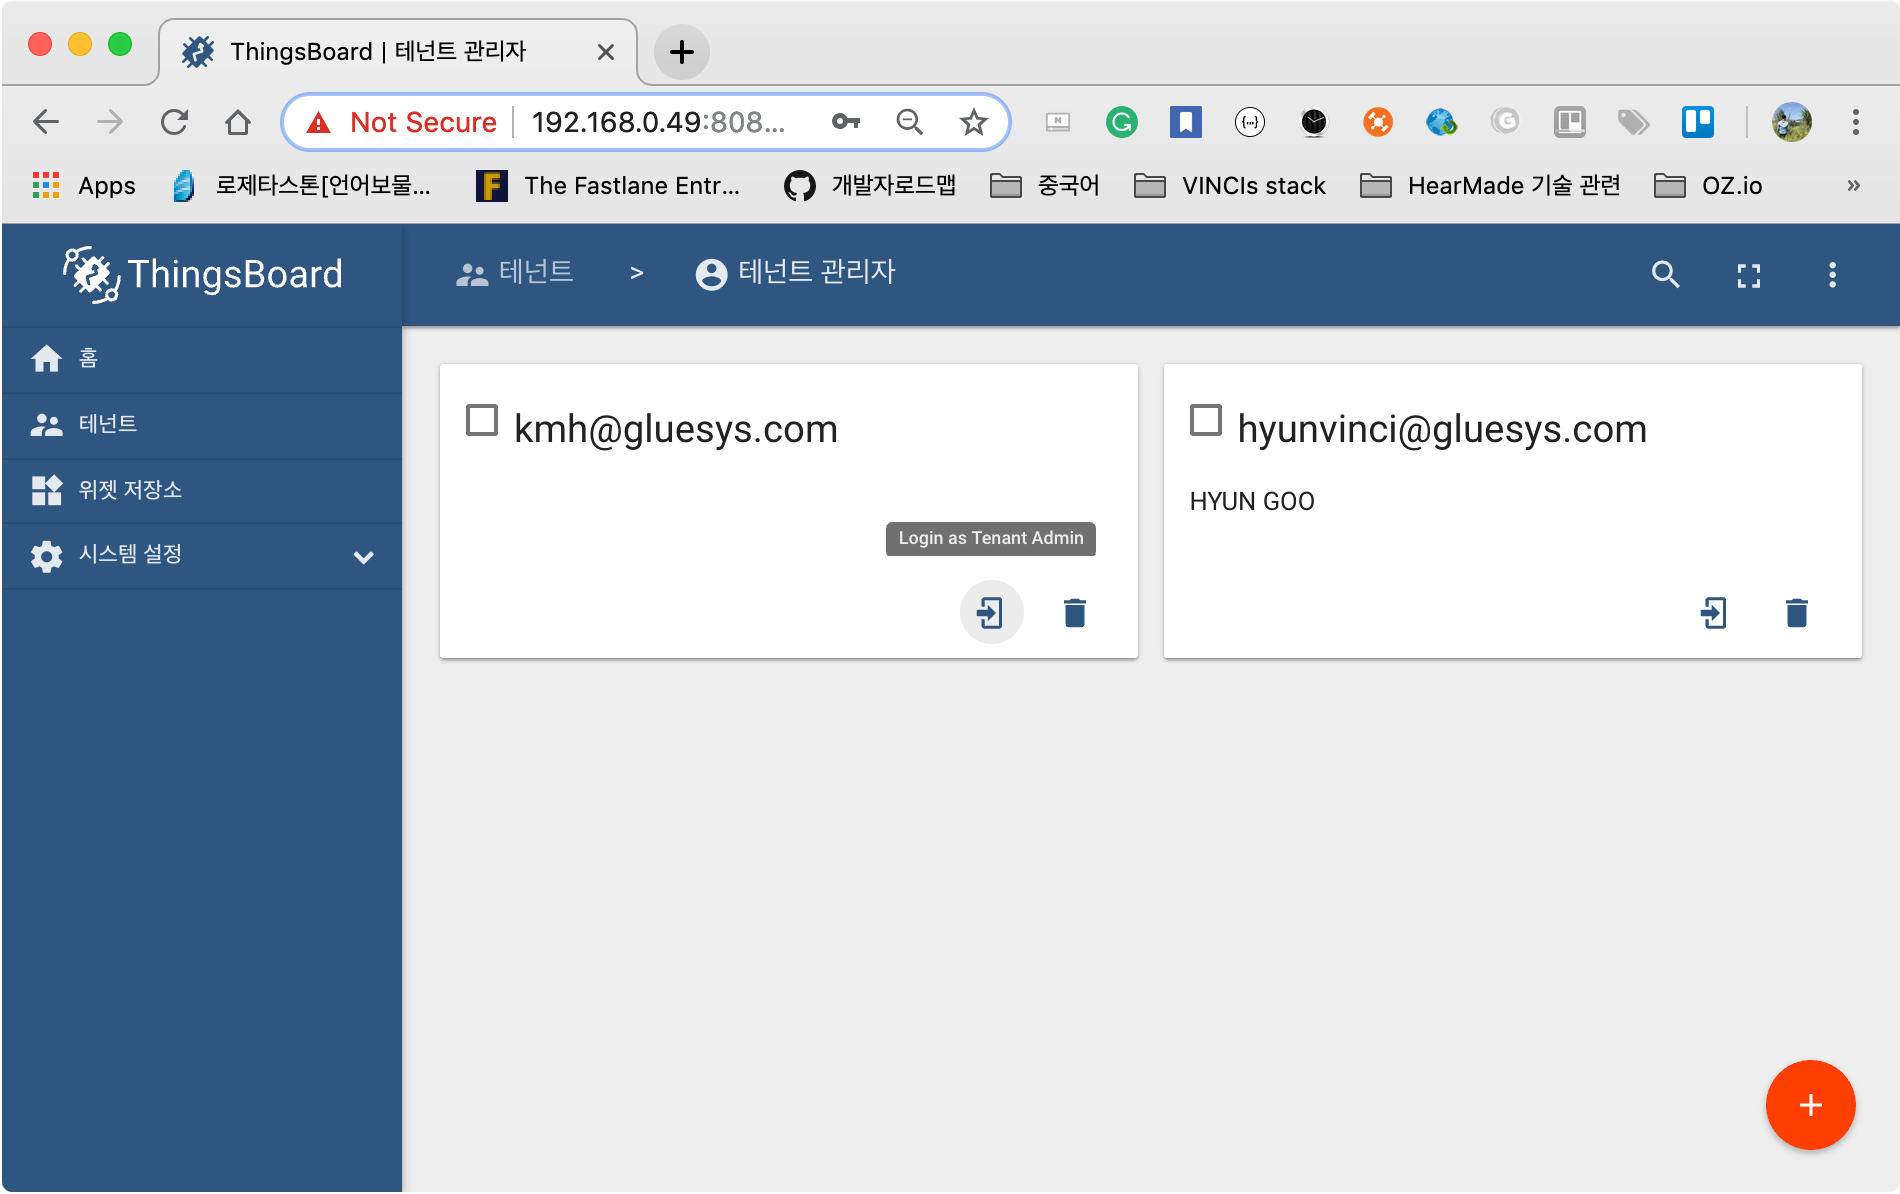 ThingsBoard | 테넌트 관리자
Not Secure 192.168.0.49:808...
Apps 로제타스톤[언어보물... The Fastlane Entr... 개발자로드맵 중국어 VINCIs stack HearMade 기술 관련 OZ.io »
ThingsBoard 테넌트 > 테넌트 관리자
홈
테넌트
위젯 저장소
시스템 설정
kmh@gluesys.com
hyunvinci@gluesys.com
HYUN GOO
Login as Tenant Admin